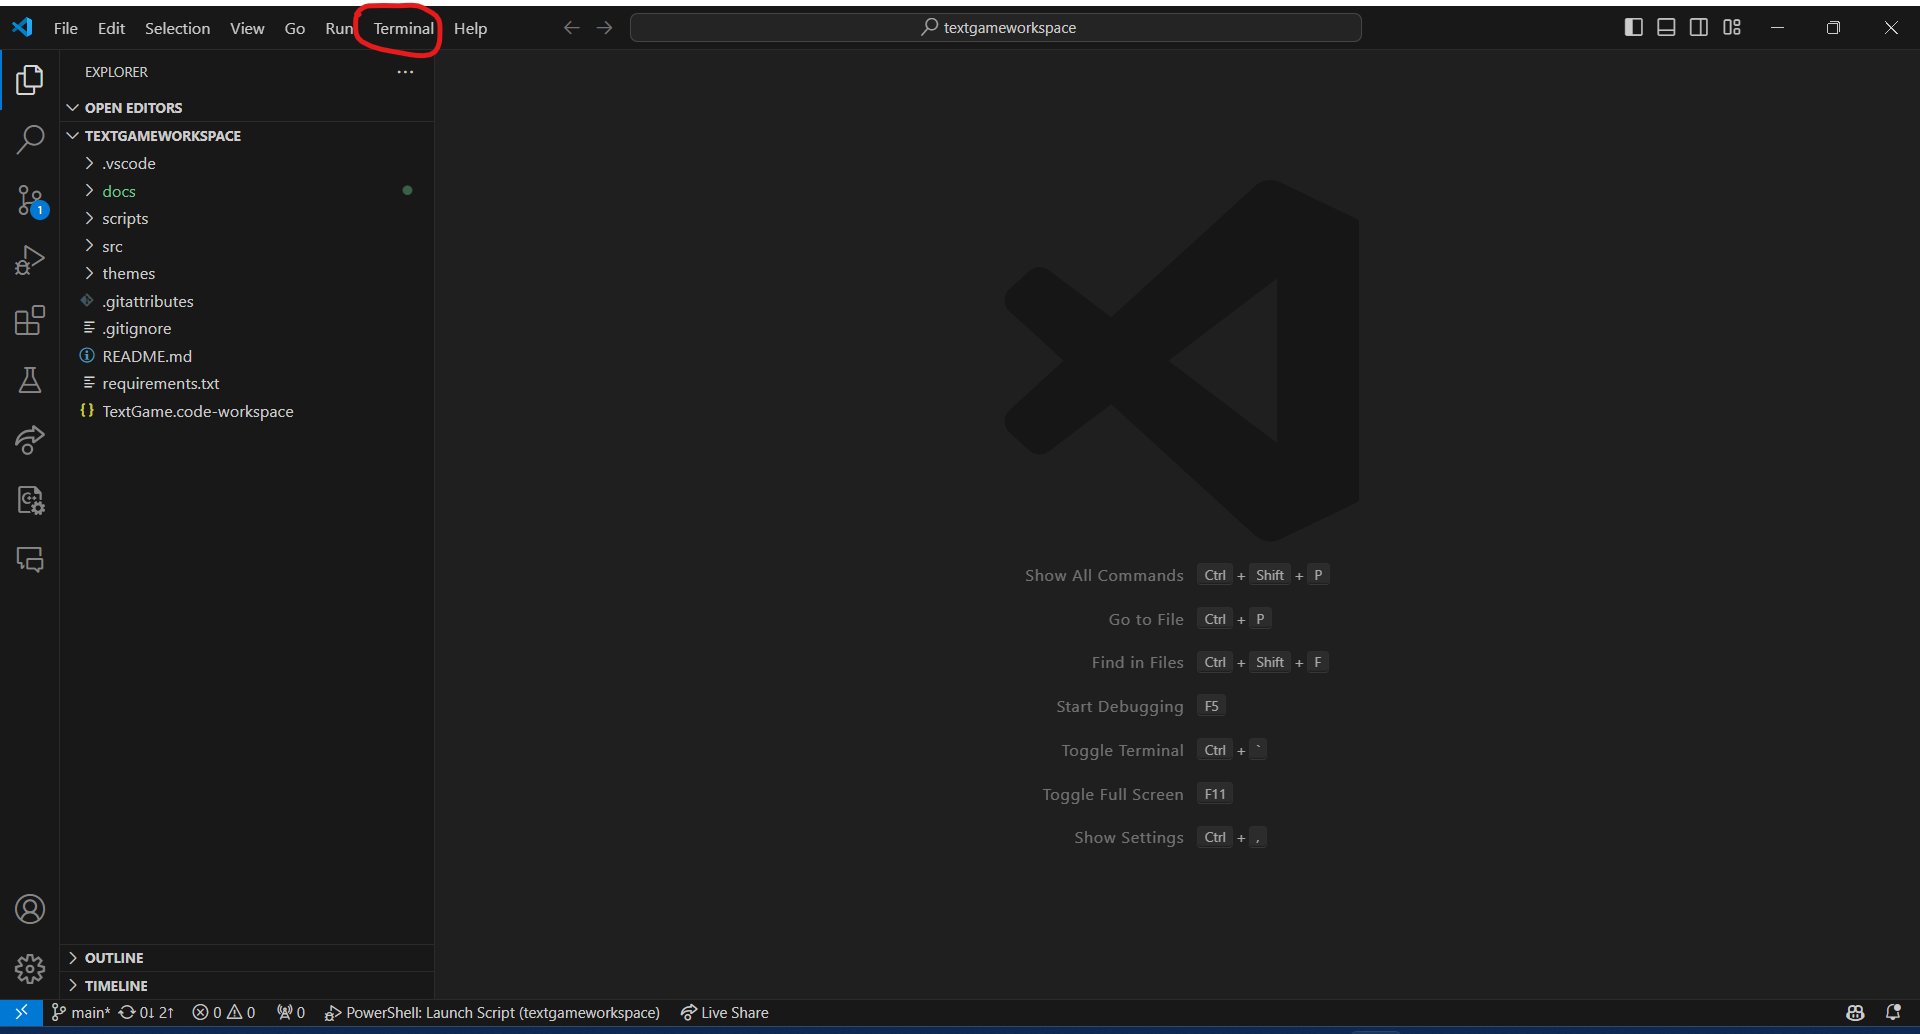 File Edit Selection View Go Run Terminal Help
textgameworkspace
EXPLORER
OPEN EDITORS
TEXTGAMEWORKSPACE
.vscode
docs
scripts
src
themes
.gitattributes
.gitignore
README.md
requirements.txt
{} TextGame.code-workspace
1
Show All Commands Ctrl + Shift + P
Go to File Ctrl + P
Find in Files Ctrl + Shift + F
Start Debugging F5
Toggle Terminal Ctrl + `
Toggle Full Screen F11
Show Settings Ctrl + ,
OUTLINE
TIMELINE
main* 0↓ 2↑ 0 0 0 PowerShell: Launch Script (textgameworkspace) Live Share